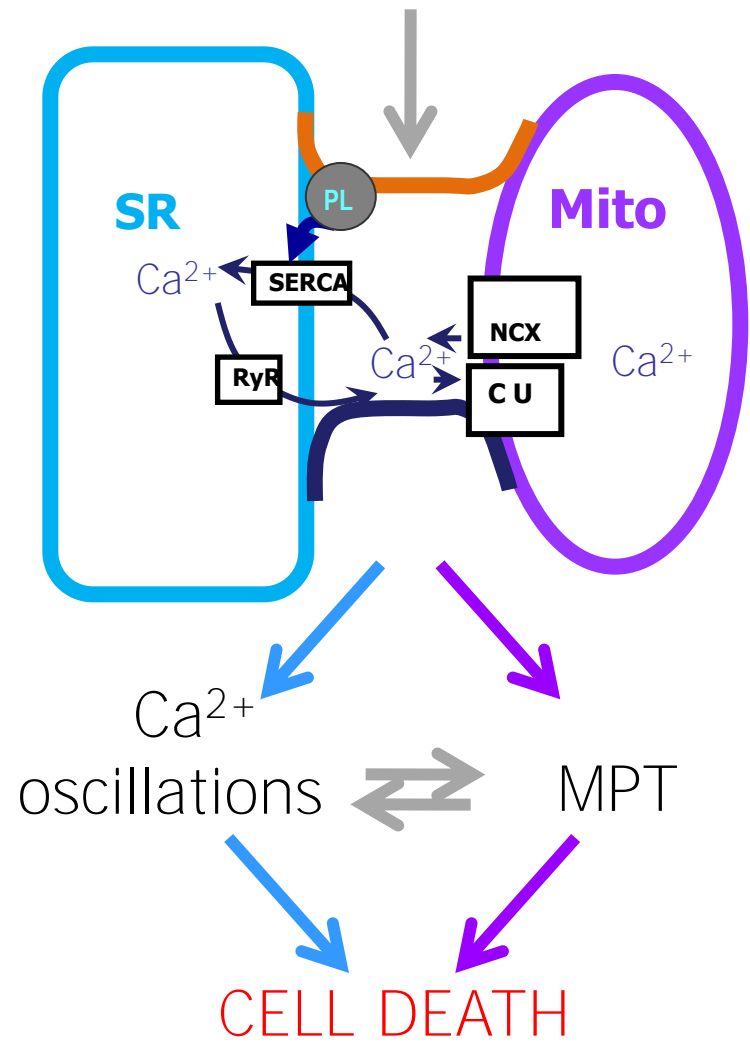 PL
SR
Mito
Ca²⁺
SERCA
NCX
Ca²⁺
Ca²⁺
RyR
C U
Ca²⁺
oscillations
MPT
CELL DEATH